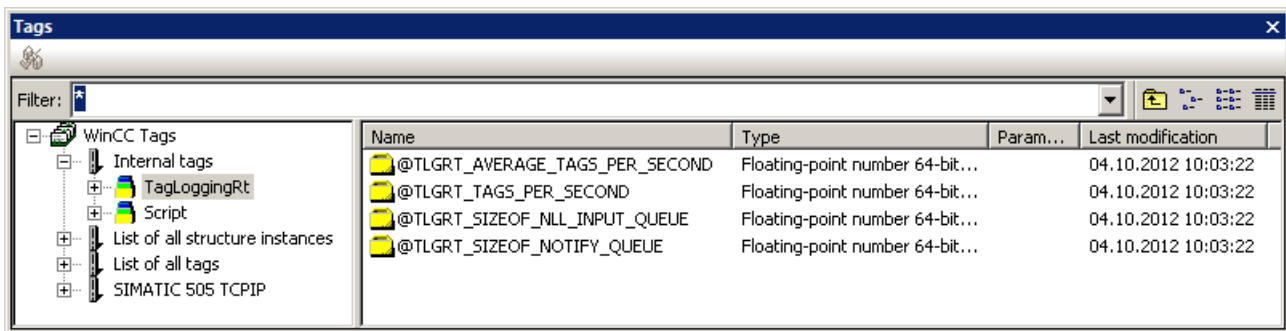 Tags
Filter: *
WinCC Tags
Internal tags
TagLoggingRt
Script
List of all structure instances
List of all tags
SIMATIC 505 TCPIP
Name Type Param... Last modification
@TLGRT_AVERAGE_TAGS_PER_SECOND Floating-point number 64-bit... 04.10.2012 10:03:22
@TLGRT_TAGS_PER_SECOND Floating-point number 64-bit... 04.10.2012 10:03:22
@TLGRT_SIZEOF_NLL_INPUT_QUEUE Floating-point number 64-bit... 04.10.2012 10:03:22
@TLGRT_SIZEOF_NOTIFY_QUEUE Floating-point number 64-bit... 04.10.2012 10:03:22